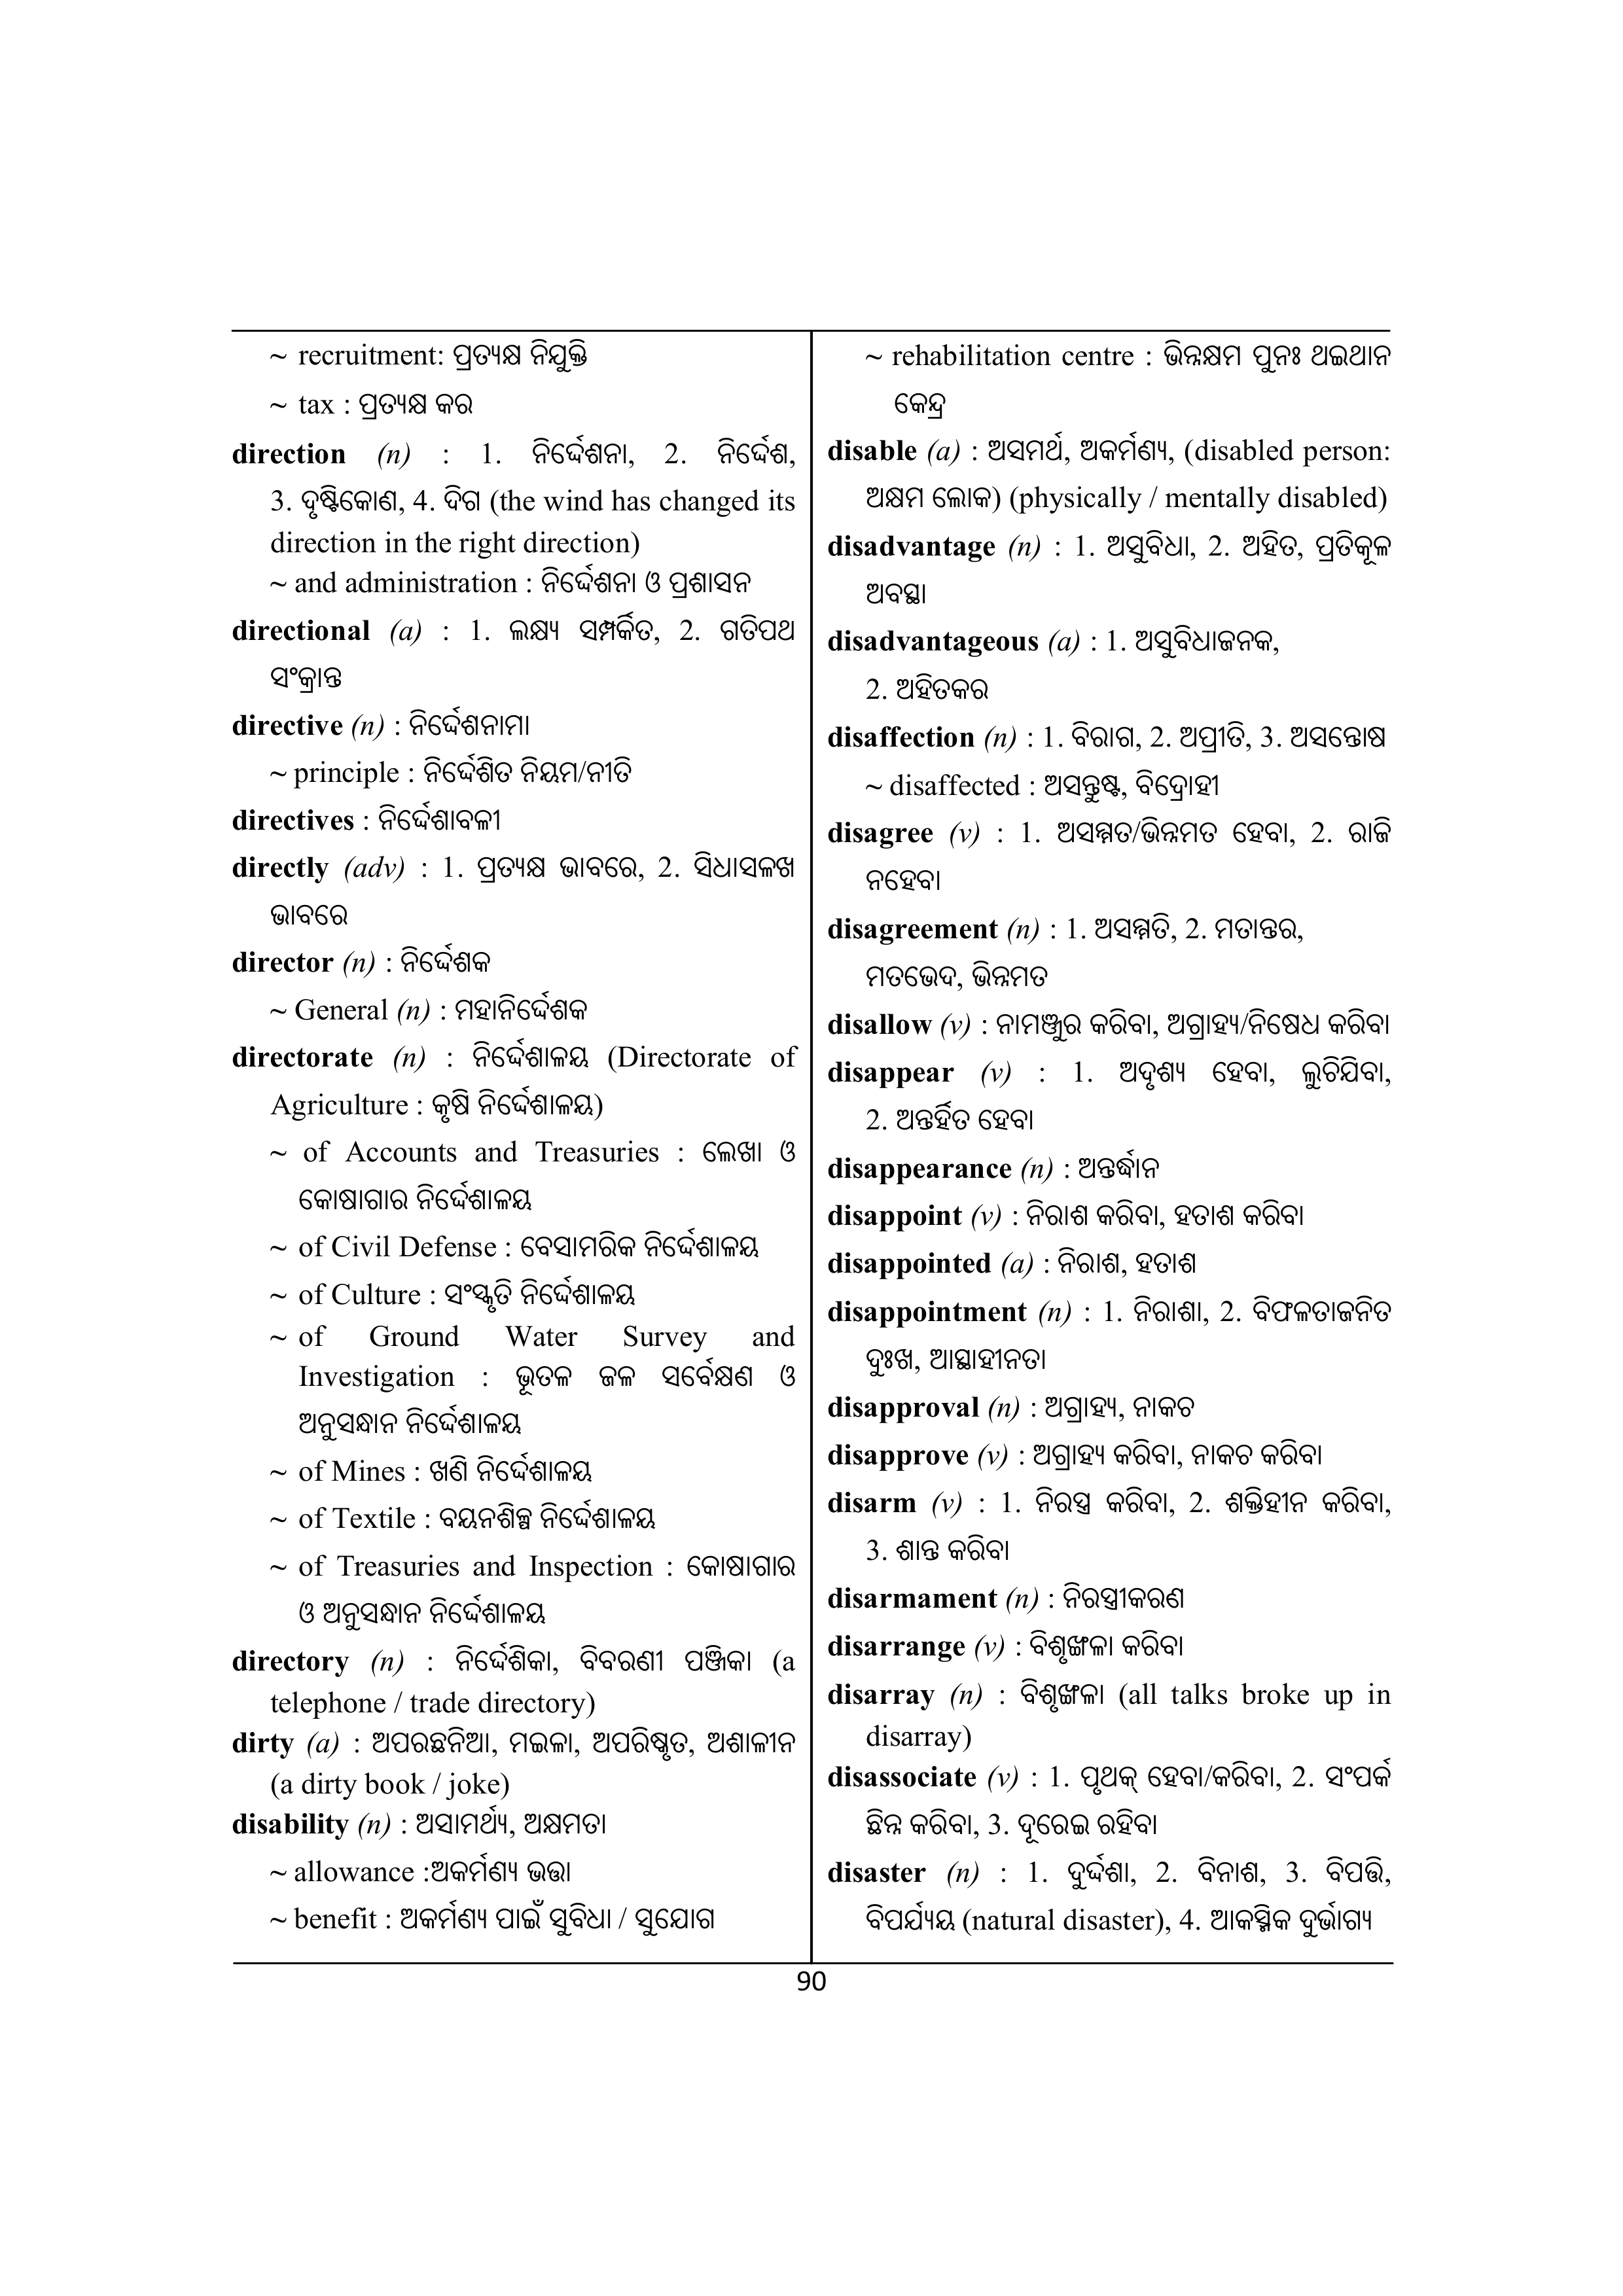 ~ recruitment: ପ୍ରତ୍ୟକ୍ଷ ନିଯୁକ୍ତି
~ tax : ପ୍ରତ୍ୟକ୍ଷ କର
direction (n) : 1. ନିର୍ଦ୍ଦେଶନା, 2. ନିର୍ଦ୍ଦେଶ,
3. ଦୃଷ୍ଟିକୋଣ, 4. ଦିଗ (the wind has changed its
direction in the right direction)
~ and administration : ନିର୍ଦ୍ଦେଶନା ଓ ପ୍ରଶାସନ
directional (a) : 1. ଲକ୍ଷ୍ୟ ସମ୍ପର୍କିତ, 2. ଗତିପଥ
ସଂକ୍ରାନ୍ତ
directive (n) : ନିର୍ଦ୍ଦେଶନାମା
~ principle : ନିର୍ଦ୍ଦେଶିତ ନିୟମ/ନୀତି
directives : ନିର୍ଦ୍ଦେଶାବଳୀ
directly (adv) : 1. ପ୍ରତ୍ୟକ୍ଷ ଭାବରେ, 2. ସିଧାସଳଖ
ଭାବରେ
director (n) : ନିର୍ଦ୍ଦେଶକ
~ General (n) : ମହାନିର୍ଦ୍ଦେଶକ
directorate (n) : ନିର୍ଦ୍ଦେଶାଳୟ (Directorate of
Agriculture : କୃଷି ନିର୍ଦ୍ଦେଶାଳୟ)
~ of Accounts and Treasuries : ଲେଖା ଓ
କୋଷାଗାର ନିର୍ଦ୍ଦେଶାଳୟ
~ of Civil Defense : ବେସାମରିକ ନିର୍ଦ୍ଦେଶାଳୟ
~ of Culture : ସଂସ୍କୃତି ନିର୍ଦ୍ଦେଶାଳୟ
~ of Ground Water Survey and
Investigation : ଭୂତଳ ଜଳ ସର୍ବେକ୍ଷଣ ଓ
ଅନୁସନ୍ଧାନ ନିର୍ଦ୍ଦେଶାଳୟ
~ of Mines : ଖଣି ନିର୍ଦ୍ଦେଶାଳୟ
~ of Textile : ବୟନଶିଳ୍ପ ନିର୍ଦ୍ଦେଶାଳୟ
~ of Treasuries and Inspection : କୋଷାଗାର
ଓ ଅନୁସନ୍ଧାନ ନିର୍ଦ୍ଦେଶାଳୟ
directory (n) : ନିର୍ଦ୍ଦେଶିକା, ବିବରଣୀ ପଞ୍ଜିକା (a
telephone / trade directory)
dirty (a) : ଅପରଛନିଆ, ମଇଳା, ଅପରିଷ୍କୃତ, ଅଶାଳୀନ
(a dirty book / joke)
disability (n) : ଅସାମର୍ଥ୍ୟ, ଅକ୍ଷମତା
~ allowance :ଅକର୍ମଣ୍ୟ ଭତ୍ତା
~ benefit : ଅକର୍ମଣ୍ୟ ପାଇଁ ସୁବିଧା / ସୁଯୋଗ
~ rehabilitation centre : ଭିନ୍ନକ୍ଷମ ପୁନଃ ଥଇଥାନ
କେନ୍ଦ୍ର
disable (a) : ଅସମର୍ଥ, ଅକର୍ମଣ୍ୟ, (disabled person:
ଅକ୍ଷମ ଲୋକ) (physically / mentally disabled)
disadvantage (n) : 1. ଅସୁବିଧା, 2. ଅହିତ, ପ୍ରତିକୂଳ
ଅବସ୍ଥା
disadvantageous (a) : 1. ଅସୁବିଧାଜନକ,
2. ଅହିତକର
disaffection (n) : 1. ବିରାଗ, 2. ଅପ୍ରୀତି, 3. ଅସନ୍ତୋଷ
~ disaffected : ଅସନ୍ତୁଷ୍ଟ, ବିଦ୍ରୋହୀ
disagree (v) : 1. ଅସମ୍ମତ/ଭିନ୍ନମତ ହେବା, 2. ରାଜି
ନହେବା
disagreement (n) : 1. ଅସମ୍ମତି, 2. ମତାନ୍ତର,
ମତଭେଦ, ଭିନ୍ନମତ
disallow (v) : ନାମଞ୍ଜୁର କରିବା, ଅଗ୍ରାହ୍ୟ/ନିଷେଧ କରିବା
disappear (v) : 1. ଅଦୃଶ୍ୟ ହେବା, ଲୁଚିଯିବା,
2. ଅନ୍ତର୍ହିତ ହେବା
disappearance (n) : ଅନ୍ତର୍ଦ୍ଧାନ
disappoint (v) : ନିରାଶ କରିବା, ହତାଶ କରିବା
disappointed (a) : ନିରାଶ, ହତାଶ
disappointment (n) : 1. ନିରାଶା, 2. ବିଫଳତାଜନିତ
ଦୁଃଖ, ଆସ୍ଥାହୀନତା
disapproval (n) : ଅଗ୍ରାହ୍ୟ, ନାକଚ
disapprove (v) : ଅଗ୍ରାହ୍ୟ କରିବା, ନାକଚ କରିବା
disarm (v) : 1. ନିରସ୍ତ୍ର କରିବା, 2. ଶକ୍ତିହୀନ କରିବା,
3. ଶାନ୍ତ କରିବା
disarmament (n) : ନିରସ୍ତ୍ରୀକରଣ
disarrange (v) : ବିଶୃଙ୍ଖଳା କରିବା
disarray (n) : ବିଶୃଙ୍ଖଳା (all talks broke up in
disarray)
disassociate (v) : 1. ପୃଥକ୍ ହେବା/କରିବା, 2. ସଂପର୍କ
ଛିନ୍ନ କରିବା, 3. ଦୂରେଇ ରହିବା
disaster (n) : 1. ଦୁର୍ଦ୍ଦଶା, 2. ବିନାଶ, 3. ବିପତ୍ତି,
ବିପର୍ଯ୍ୟୟ (natural disaster), 4. ଆକସ୍ମିକ ଦୁର୍ଭାଗ୍ୟ
90